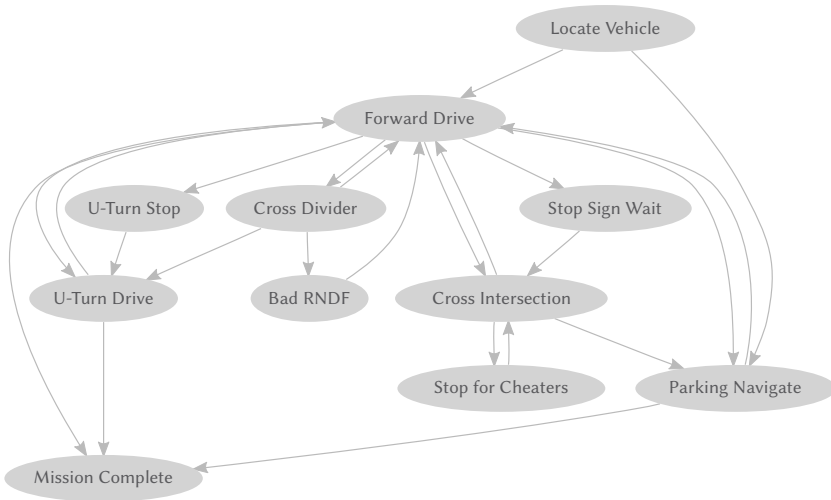 Locate Vehicle
Forward Drive
U-Turn Stop
Cross Divider
Stop Sign Wait
U-Turn Drive
Bad RNDF
Cross Intersection
Stop for Cheaters
Parking Navigate
Mission Complete